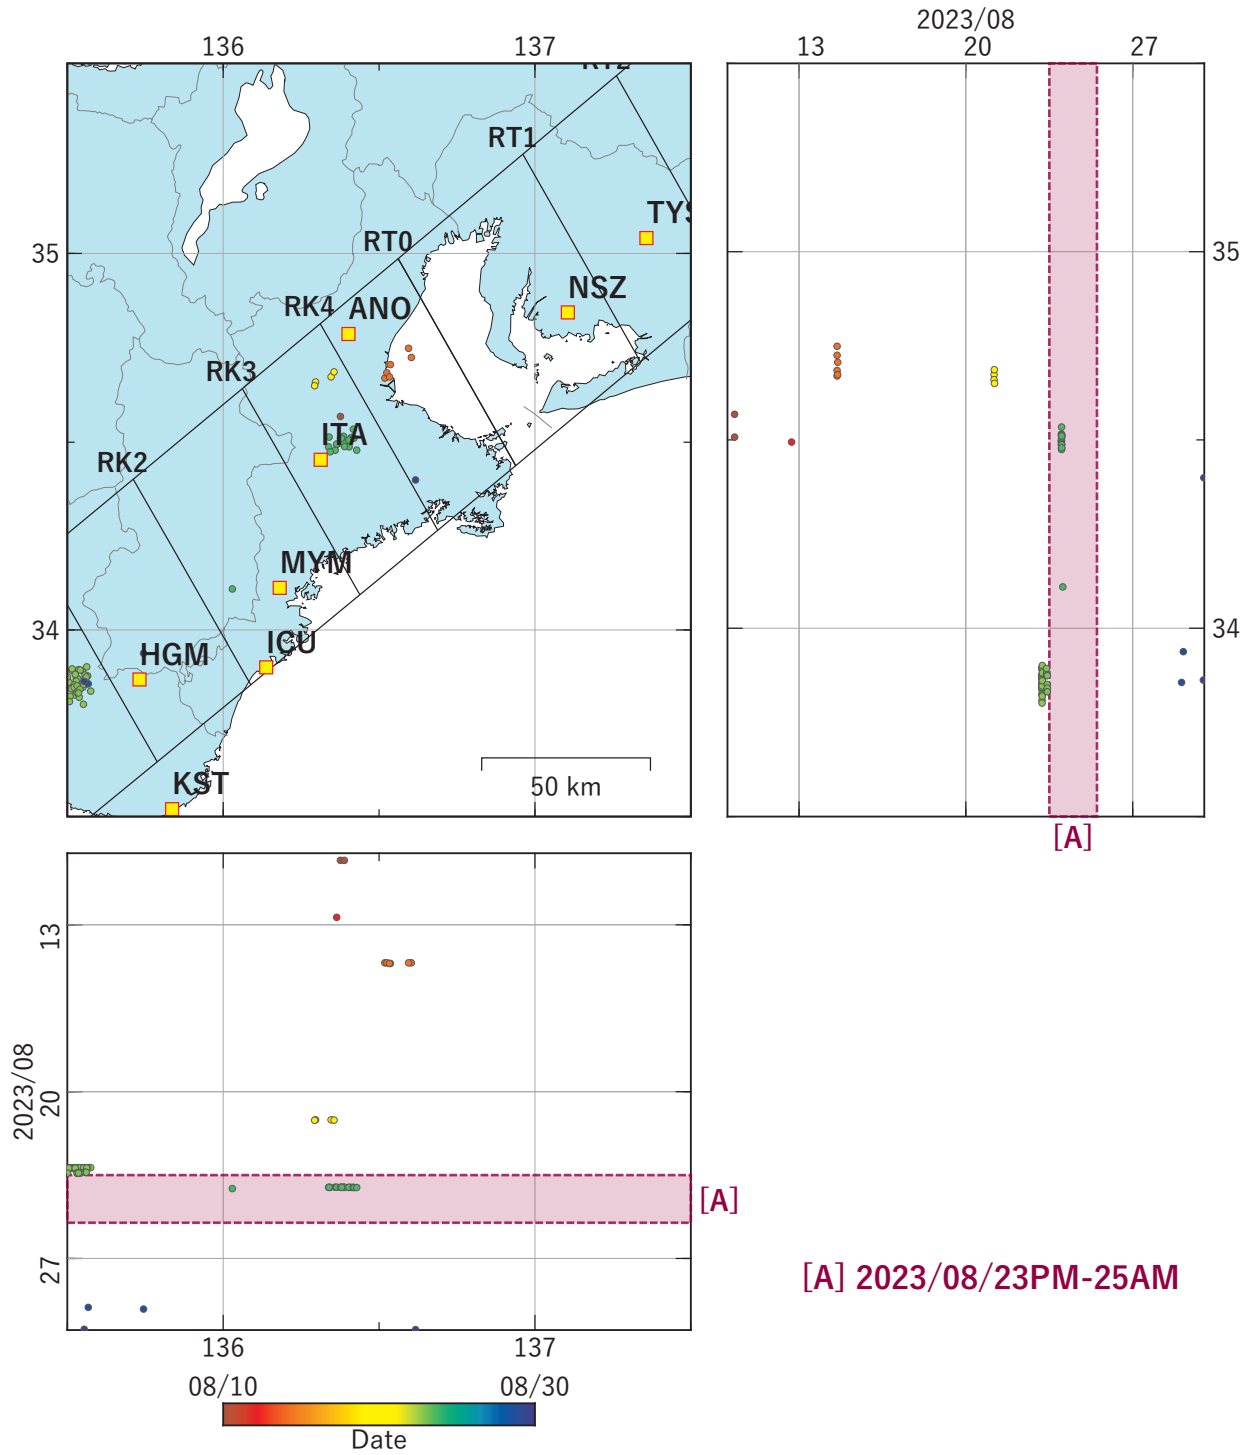 2023/08
136
137
13
20
27
RT2
RT1
TYS
35
35
RT0
NSZ
RK4
ANO
RK3
ITA
RK2
MYM
34
34
HGM
ICU
50 km
KST
[A]
13
20
27
2023/08
[A]
[A] 2023/08/23PM-25AM
136
137
08/10
08/30
Date